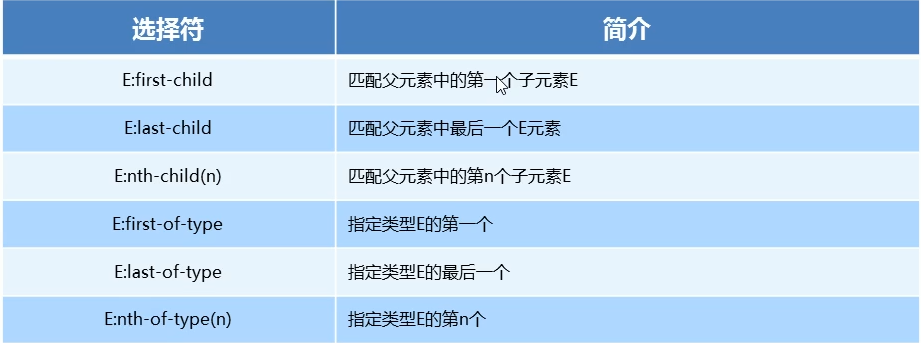 选择符 简介
E:first-child 匹配父元素中的第一个子元素E
E:last-child 匹配父元素中最后一个E元素
E:nth-child(n) 匹配父元素中的第n个子元素E
E:first-of-type 指定类型E的第一个
E:last-of-type 指定类型E的最后一个
E:nth-of-type(n) 指定类型E的第n个